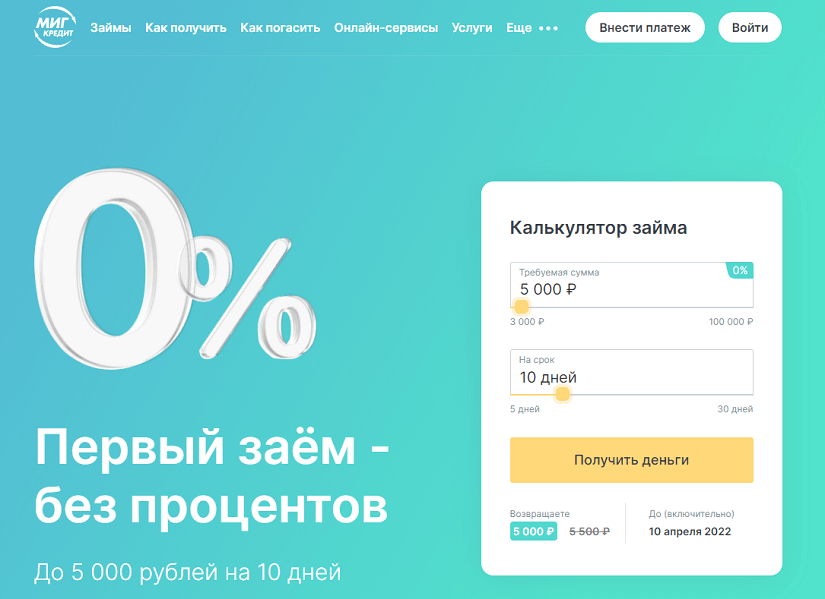 МИГ
КРЕДИТ
Займы Как получить Как погасить Онлайн-сервисы Услуги Еще ••• Внести платеж Войти
0%
Первый заём -
без процентов
До 5 000 рублей на 10 дней
Калькулятор займа
Требуемая сумма 0%
5 000 ₽
3 000 ₽ 100 000 ₽
На срок
10 дней
5 дней 30 дней
Получить деньги
Возвращаете До (включительно)
5 000 ₽ 5 500 ₽ 10 апреля 2022